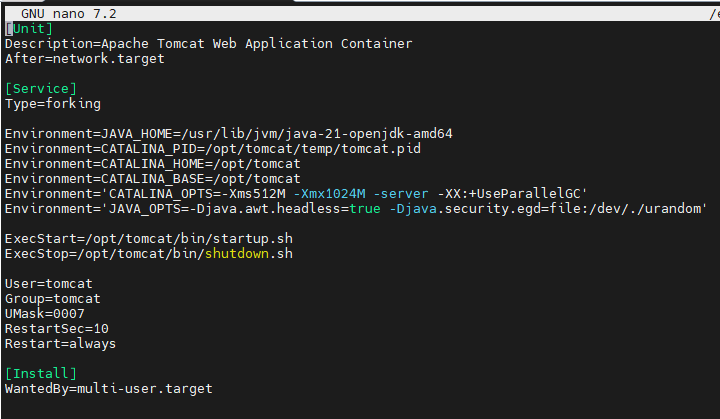 GNU nano 7.2 /e
[Unit]
Description=Apache Tomcat Web Application Container
After=network.target
[Service]
Type=forking
Environment=JAVA_HOME=/usr/lib/jvm/java-21-openjdk-amd64
Environment=CATALINA_PID=/opt/tomcat/temp/tomcat.pid
Environment=CATALINA_HOME=/opt/tomcat
Environment=CATALINA_BASE=/opt/tomcat
Environment='CATALINA_OPTS=-Xms512M -Xmx1024M -server -XX:+UseParallelGC'
Environment='JAVA_OPTS=-Djava.awt.headless=true -Djava.security.egd=file:/dev/./urandom'
ExecStart=/opt/tomcat/bin/startup.sh
ExecStop=/opt/tomcat/bin/shutdown.sh
User=tomcat
Group=tomcat
UMask=0007
RestartSec=10
Restart=always
[Install]
WantedBy=multi-user.target